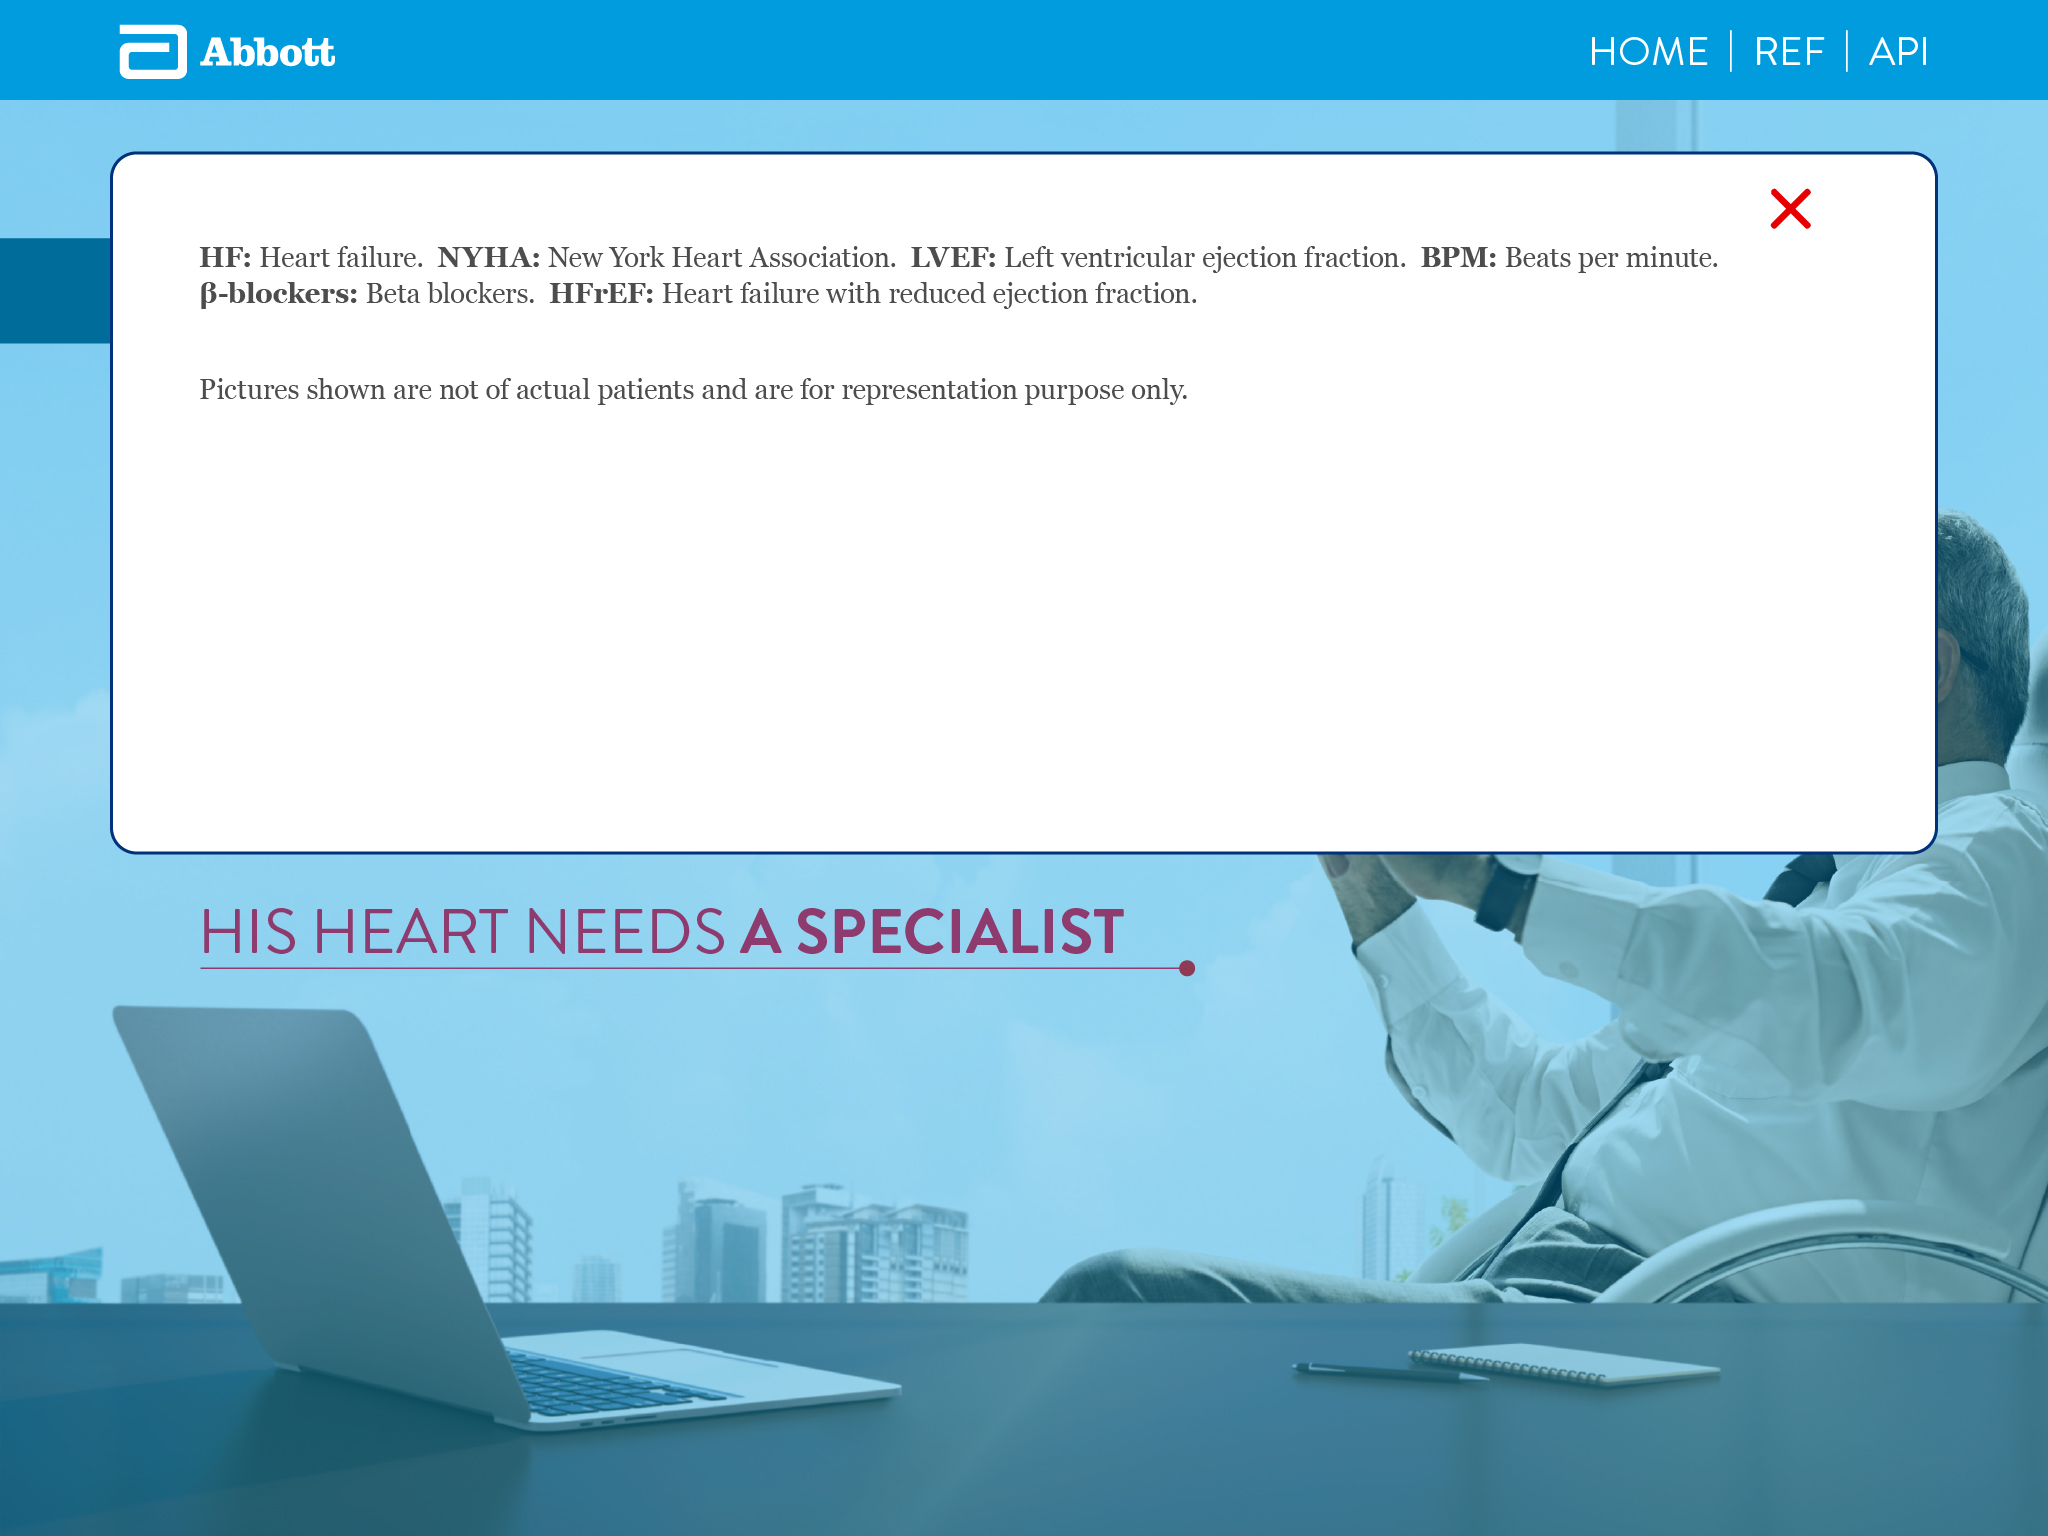 Abbott
HOME | REF | API
HF: Heart failure. NYHA: New York Heart Association. LVEF: Left ventricular ejection fraction. BPM: Beats per minute.
β-blockers: Beta blockers. HFrEF: Heart failure with reduced ejection fraction.
Pictures shown are not of actual patients and are for representation purpose only.
HIS HEART NEEDS A SPECIALIST